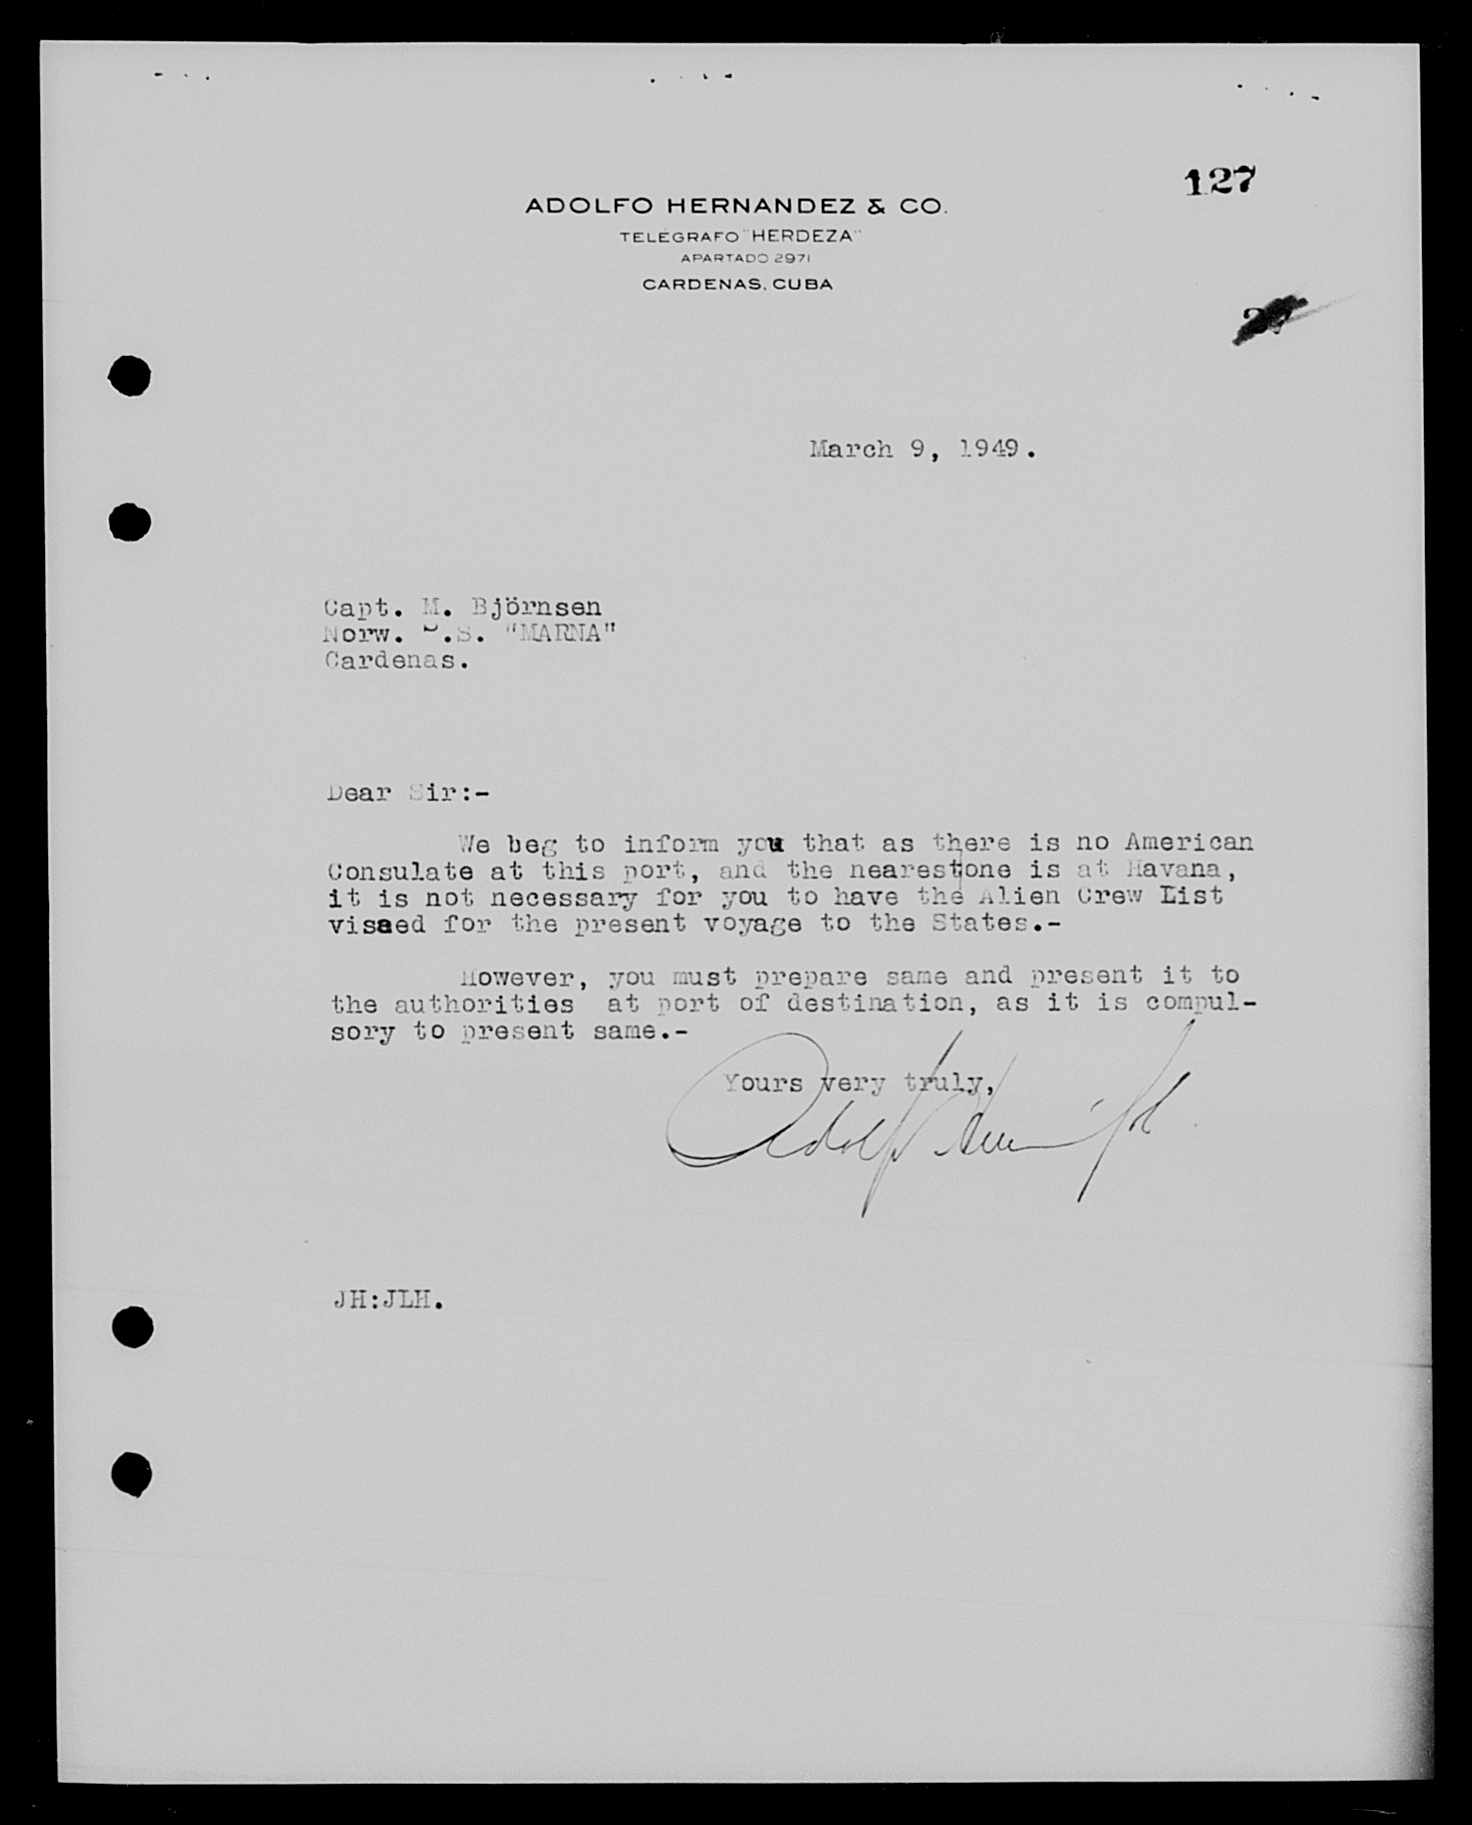 127
ADOLFO HERNANDEZ & CO.
TELÉGRAFO "HERDEZA"
APARTADO 2971
CARDENAS, CUBA
March 9, 1949.
Capt. M. Björnsen
Norw. S.S. "MARNA"
Cardenas.
Dear Sir:-
We beg to inform you that as there is no American
Consulate at this port, and the nearest one is at Havana,
it is not necessary for you to have the Alien Crew List
visaed for the present voyage to the States.-
However, you must prepare same and present it to
the authorities at port of destination, as it is compul-
sory to present same.-
Yours very truly,
JH:JLH.